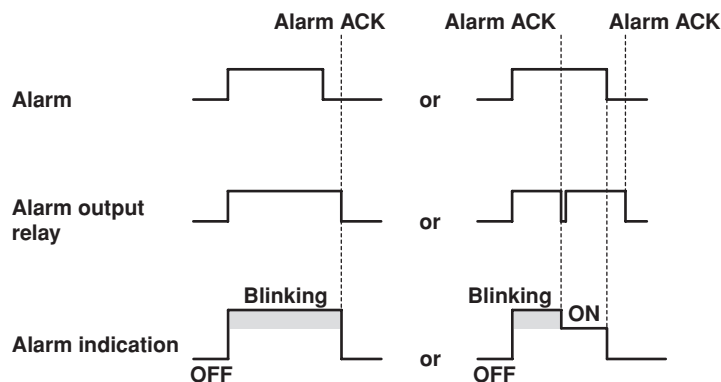 Alarm ACK Alarm ACK Alarm ACK
Alarm or
Alarm output
relay
or
Blinking Blinking ON
Alarm indication or
OFF OFF